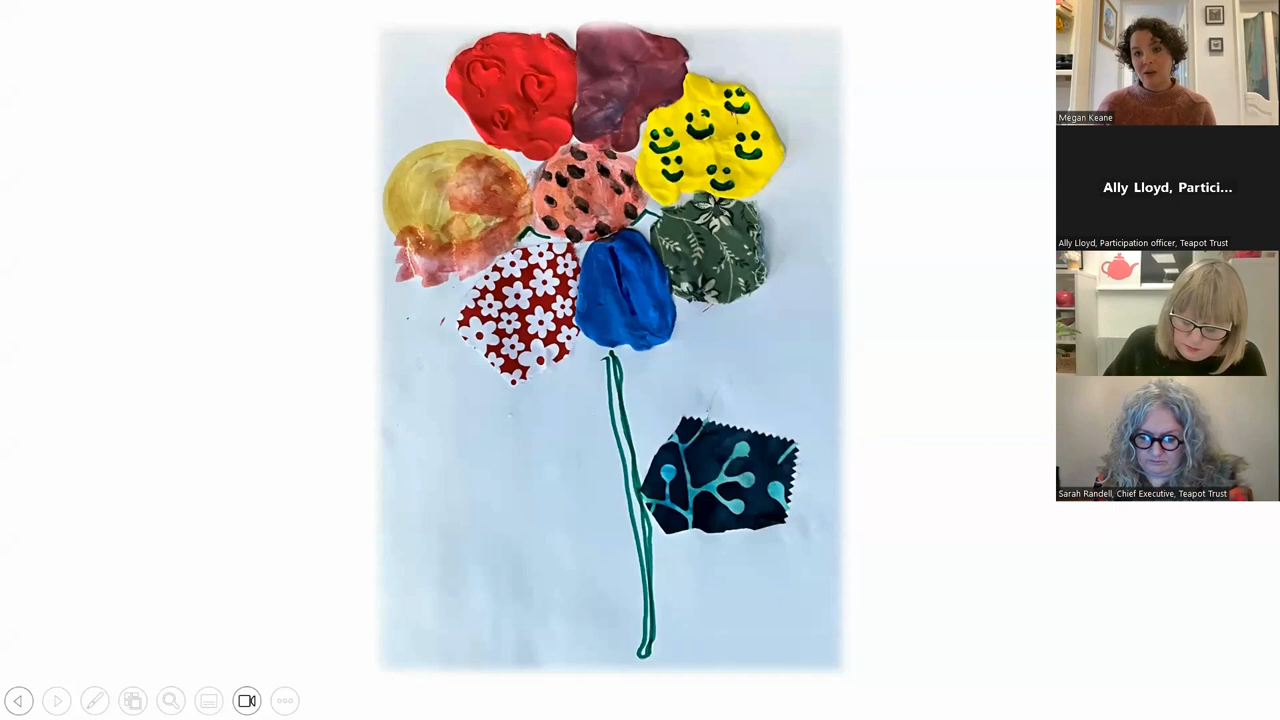 Megan Keane
Ally Lloyd, Partici...
Ally Lloyd, Participation officer, Teapot Trust
Sarah Randell, Chief Executive, Teapot Trust